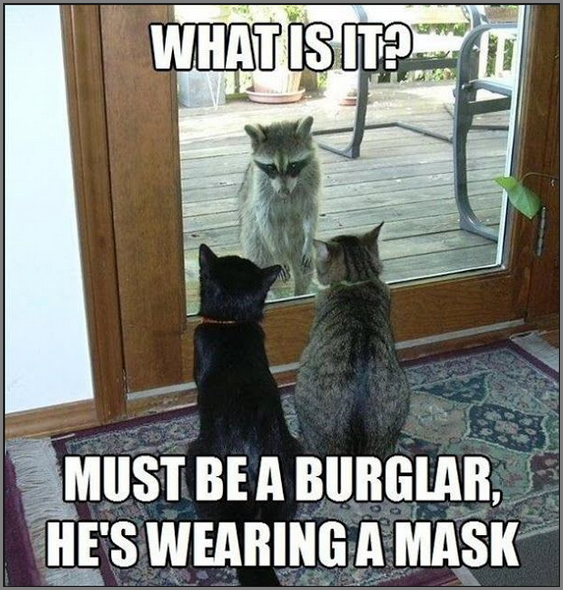 WHAT IS IT?
MUST BE A BURGLAR,
HE'S WEARING A MASK